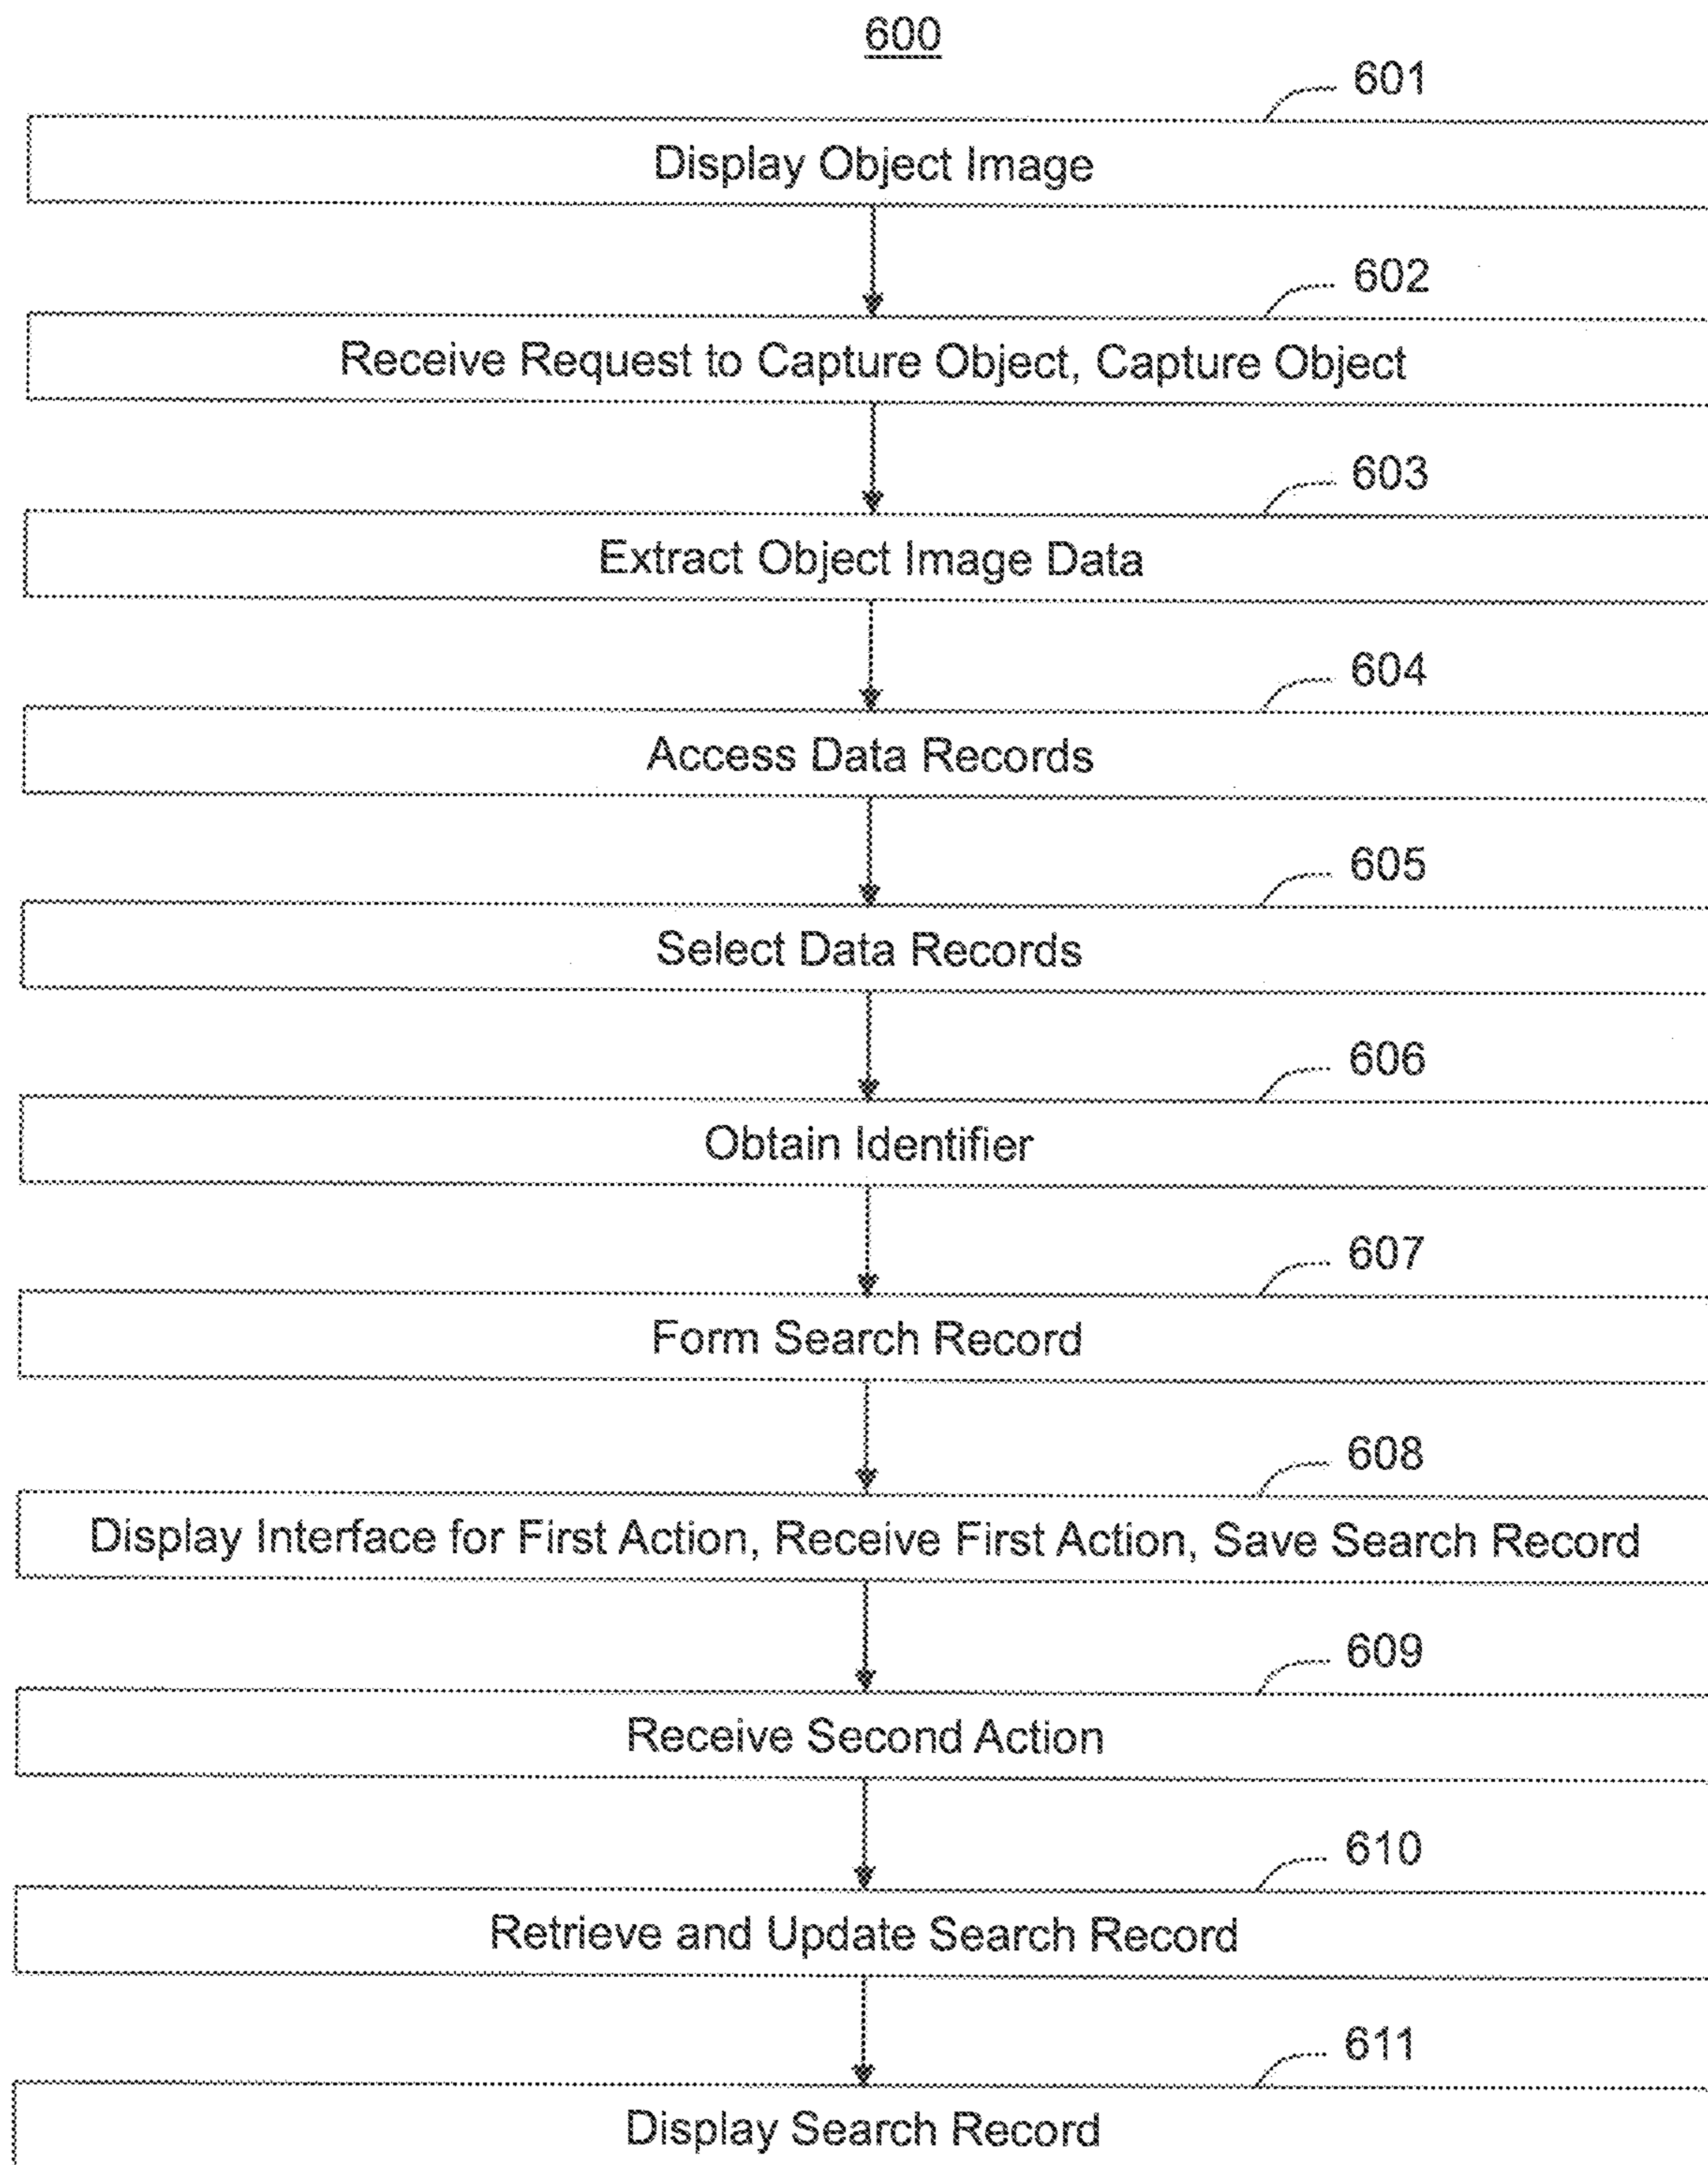 600
601
Display Object Image
602
Receive Request to Capture Object, Capture Object
603
Extract Object Image Data
604
Access Data Records
605
Select Data Records
606
Obtain Identifier
607
Form Search Record
608
Display Interface for First Action, Receive First Action, Save Search Record
609
Receive Second Action
610
Retrieve and Update Search Record
611
Display Search Record